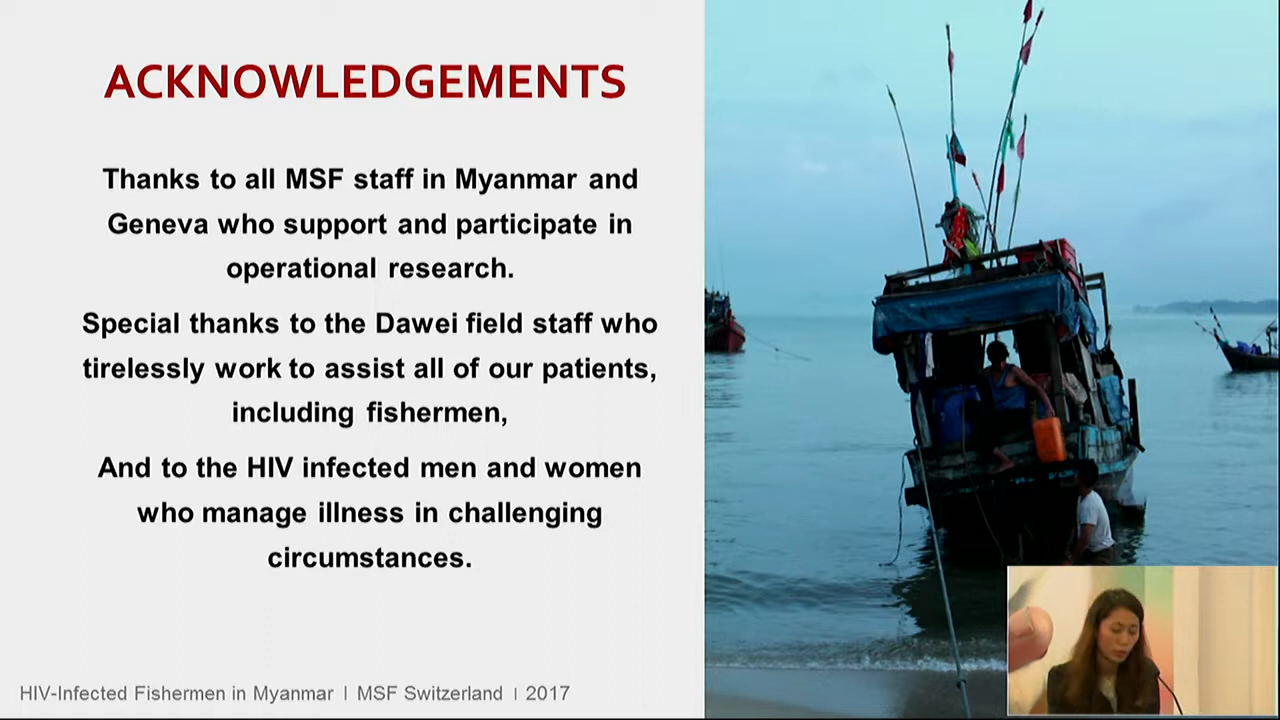 ACKNOWLEDGEMENTS
Thanks to all MSF staff in Myanmar and
Geneva who support and participate in
operational research.
Special thanks to the Dawei field staff who
tirelessly work to assist all of our patients,
including fishermen,
And to the HIV infected men and women
who manage illness in challenging
circumstances.
HIV-Infected Fishermen in Myanmar | MSF Switzerland | 2017